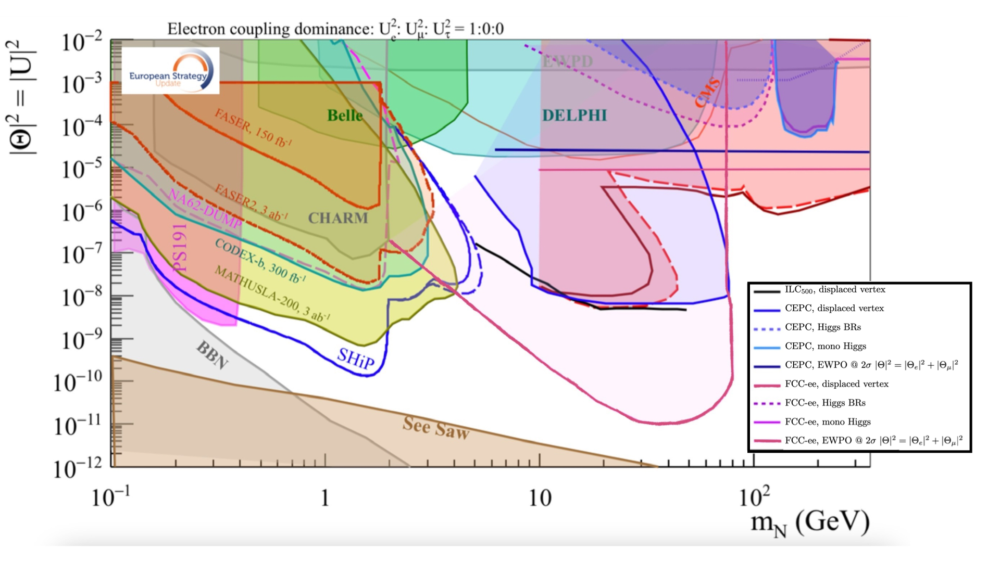 Electron coupling dominance: U²e: U²μ: U²τ = 1:0:0
|Θ|² = |U|²
10⁻²
10⁻³
10⁻⁴
10⁻⁵
10⁻⁶
10⁻⁷
10⁻⁸
10⁻⁹
10⁻¹⁰
10⁻¹¹
10⁻¹²
European Strategy
Update
EWPD
CMS
Belle
DELPHI
FASER, 150 fb⁻¹
FASER2, 3 ab⁻¹
NA62-DUMP
CHARM
PS191
CODEX-b, 300 fb⁻¹
MATHUSLA-200, 3 ab⁻¹
SHiP
BBN
See Saw
ILC₅₀₀, displaced vertex
CEPC, displaced vertex
CEPC, Higgs BRs
CEPC, mono Higgs
CEPC, EWPO @ 2σ |Θ|² = |Θₑ|² + |Θμ|²
FCC-ee, displaced vertex
FCC-ee, Higgs BRs
FCC-ee, mono Higgs
FCC-ee, EWPO @ 2σ |Θ|² = |Θₑ|² + |Θμ|²
10⁻¹
1
10
10²
mN (GeV)